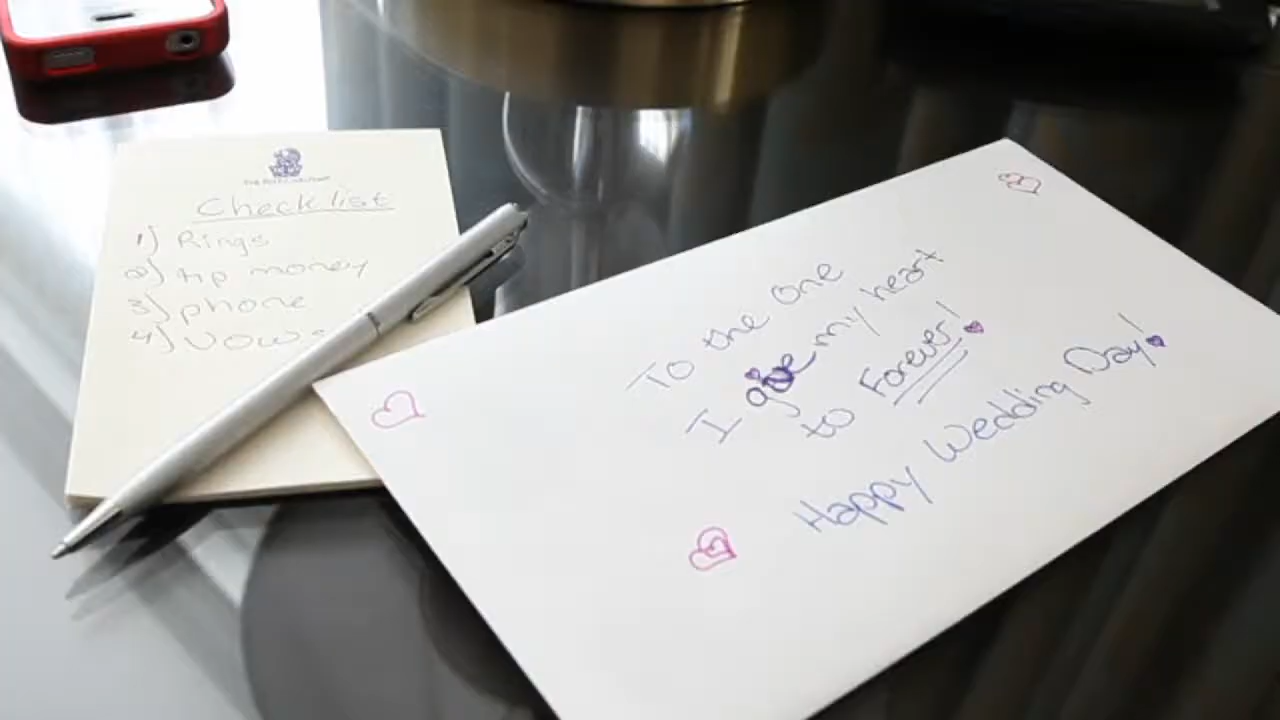 Checklist
1) Rings
2) tip money
3) phone
4) Vows
To the One
I give my heart
to Forever!
Happy Wedding Day!